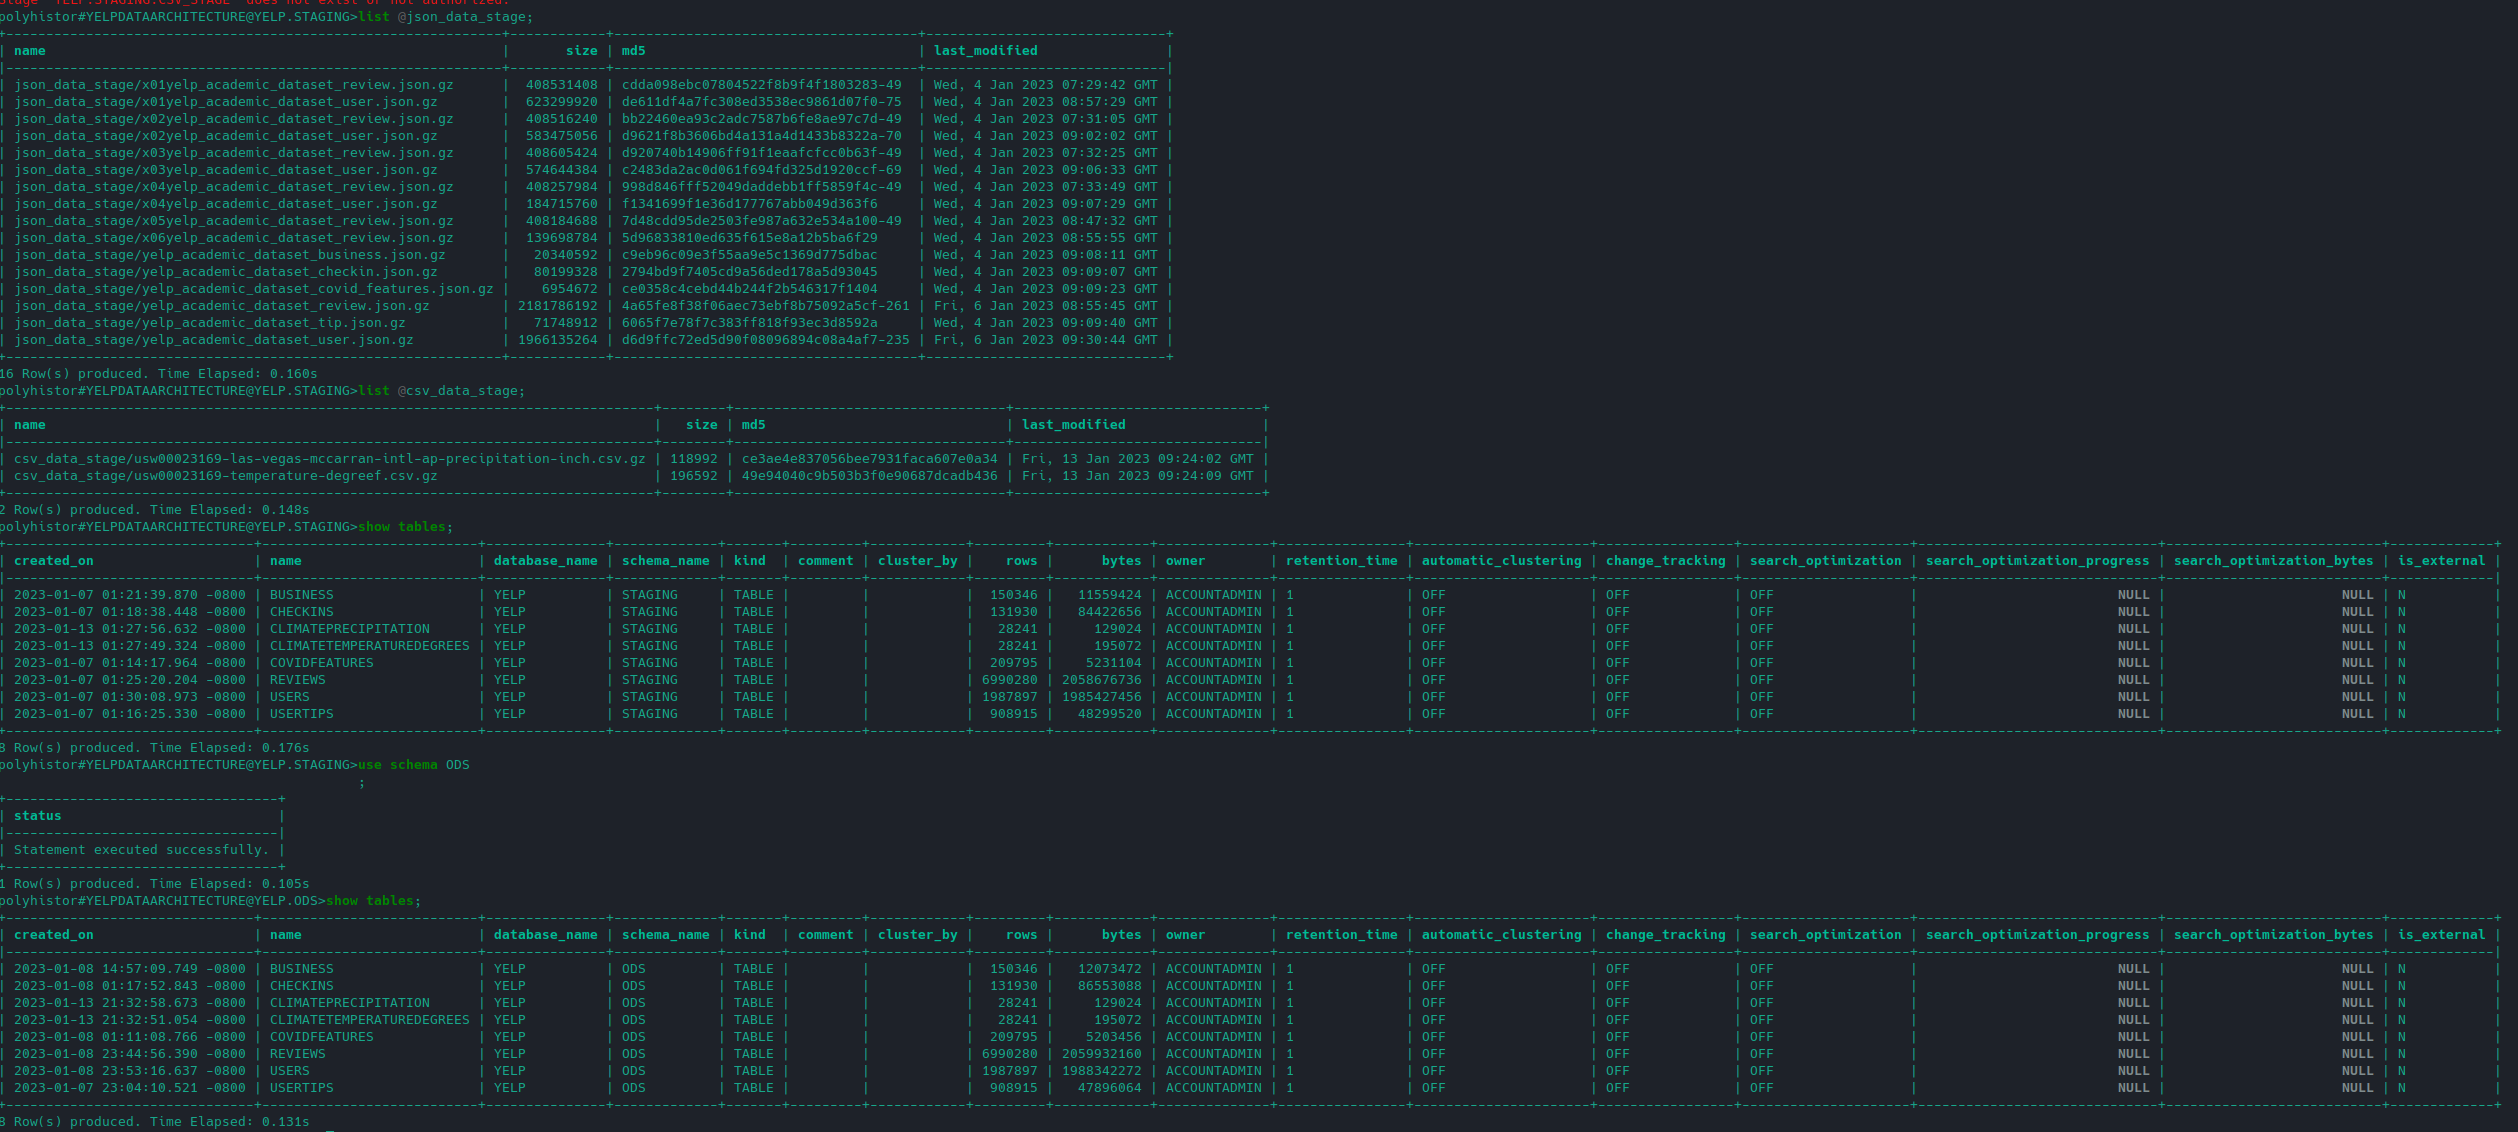 Stage 'YELP.STAGING.CSV_STAGE' does not exist or not authorized.
polyhistor#YELPDATAARCHITECTURE@YELP.STAGING>list @json_data_stage;
+--------------------------------------------------------------+------------+--------------------------------------+------------------------------+
| name | size | md5 | last_modified |
|--------------------------------------------------------------+------------+--------------------------------------+------------------------------|
| json_data_stage/x01yelp_academic_dataset_review.json.gz | 408531408 | cdda098ebc07804522f8b9f4f1803283-49 | Wed, 4 Jan 2023 07:29:42 GMT |
| json_data_stage/x01yelp_academic_dataset_user.json.gz | 623299920 | de611df4a7fc308ed3538ec9861d07f0-75 | Wed, 4 Jan 2023 08:57:29 GMT |
| json_data_stage/x02yelp_academic_dataset_review.json.gz | 408516240 | bb22460ea93c2adc7587b6fe8ae97c7d-49 | Wed, 4 Jan 2023 07:31:05 GMT |
| json_data_stage/x02yelp_academic_dataset_user.json.gz | 583475056 | d9621f8b3606bd4a131a4d1433b8322a-70 | Wed, 4 Jan 2023 09:02:02 GMT |
| json_data_stage/x03yelp_academic_dataset_review.json.gz | 408605424 | d920740b14906ff91f1eaafcfcc0b63f-49 | Wed, 4 Jan 2023 07:32:25 GMT |
| json_data_stage/x03yelp_academic_dataset_user.json.gz | 574644384 | c2483da2ac0d061f694fd325d1920ccf-69 | Wed, 4 Jan 2023 09:06:33 GMT |
| json_data_stage/x04yelp_academic_dataset_review.json.gz | 408257984 | 998d846fff52049daddebb1ff5859f4c-49 | Wed, 4 Jan 2023 07:33:49 GMT |
| json_data_stage/x04yelp_academic_dataset_user.json.gz | 184715760 | f1341699f1e36d177767abb049d363f6 | Wed, 4 Jan 2023 09:07:29 GMT |
| json_data_stage/x05yelp_academic_dataset_review.json.gz | 408184688 | 7d48cdd95de2503fe987a632e534a100-49 | Wed, 4 Jan 2023 08:47:32 GMT |
| json_data_stage/x06yelp_academic_dataset_review.json.gz | 139698784 | 5d96833810ed635f615e8a12b5ba6f29 | Wed, 4 Jan 2023 08:55:55 GMT |
| json_data_stage/yelp_academic_dataset_business.json.gz | 20340592 | c9eb96c09e3f55aa9e5c1369d775dbac | Wed, 4 Jan 2023 09:08:11 GMT |
| json_data_stage/yelp_academic_dataset_checkin.json.gz | 80199328 | 2794bd9f7405cd9a56ded178a5d93045 | Wed, 4 Jan 2023 09:09:07 GMT |
| json_data_stage/yelp_academic_dataset_covid_features.json.gz | 6954672 | ce0358c4cebd44b244f2b546317f1404 | Wed, 4 Jan 2023 09:09:23 GMT |
| json_data_stage/yelp_academic_dataset_review.json.gz | 2181786192 | 4a65fe8f38f06aec73ebf8b75092a5cf-261 | Fri, 6 Jan 2023 08:55:45 GMT |
| json_data_stage/yelp_academic_dataset_tip.json.gz | 71748912 | 6065f7e78f7c383ff818f93ec3d8592a | Wed, 4 Jan 2023 09:09:40 GMT |
| json_data_stage/yelp_academic_dataset_user.json.gz | 1966135264 | d6d9ffc72ed5d90f08096894c08a4af7-235 | Fri, 6 Jan 2023 09:30:44 GMT |
+--------------------------------------------------------------+------------+--------------------------------------+------------------------------+
16 Row(s) produced. Time Elapsed: 0.160s
polyhistor#YELPDATAARCHITECTURE@YELP.STAGING>list @csv_data_stage;
| name | size | md5 | last_modified |
| csv_data_stage/usw00023169-las-vegas-mccarran-intl-ap-precipitation-inch.csv.gz | 118992 | ce3ae4e837056bee7931faca607e0a34 | Fri, 13 Jan 2023 09:24:02 GMT |
| csv_data_stage/usw00023169-temperature-degreef.csv.gz | 196592 | 49e94040c9b503b3f0e90687dcadb436 | Fri, 13 Jan 2023 09:24:09 GMT |
2 Row(s) produced. Time Elapsed: 0.148s
polyhistor#YELPDATAARCHITECTURE@YELP.STAGING>show tables;
| created_on | name | database_name | schema_name | kind | comment | cluster_by | rows | bytes | owner | retention_time | automatic_clustering | change_tracking | search_optimization | search_optimization_progress | search_optimization_bytes | is_external |
| 2023-01-07 01:21:39.870 -0800 | BUSINESS | YELP | STAGING | TABLE | | | 150346 | 11559424 | ACCOUNTADMIN | 1 | OFF | OFF | OFF | NULL | NULL | N |
| 2023-01-07 01:18:38.448 -0800 | CHECKINS | YELP | STAGING | TABLE | | | 131930 | 84422656 | ACCOUNTADMIN | 1 | OFF | OFF | OFF | NULL | NULL | N |
| 2023-01-13 01:27:56.632 -0800 | CLIMATEPRECIPITATION | YELP | STAGING | TABLE | | | 28241 | 129024 | ACCOUNTADMIN | 1 | OFF | OFF | OFF | NULL | NULL | N |
| 2023-01-13 01:27:49.324 -0800 | CLIMATETEMPERATUREDEGREES | YELP | STAGING | TABLE | | | 28241 | 195072 | ACCOUNTADMIN | 1 | OFF | OFF | OFF | NULL | NULL | N |
| 2023-01-07 01:14:17.964 -0800 | COVIDFEATURES | YELP | STAGING | TABLE | | | 209795 | 5231104 | ACCOUNTADMIN | 1 | OFF | OFF | OFF | NULL | NULL | N |
| 2023-01-07 01:25:20.204 -0800 | REVIEWS | YELP | STAGING | TABLE | | | 6990280 | 2058676736 | ACCOUNTADMIN | 1 | OFF | OFF | OFF | NULL | NULL | N |
| 2023-01-07 01:30:08.973 -0800 | USERS | YELP | STAGING | TABLE | | | 1987897 | 1985427456 | ACCOUNTADMIN | 1 | OFF | OFF | OFF | NULL | NULL | N |
| 2023-01-07 01:16:25.330 -0800 | USERTIPS | YELP | STAGING | TABLE | | | 908915 | 48299520 | ACCOUNTADMIN | 1 | OFF | OFF | OFF | NULL | NULL | N |
8 Row(s) produced. Time Elapsed: 0.176s
polyhistor#YELPDATAARCHITECTURE@YELP.STAGING>use schema ODS
;
| status |
| Statement executed successfully. |
1 Row(s) produced. Time Elapsed: 0.105s
polyhistor#YELPDATAARCHITECTURE@YELP.ODS>show tables;
| created_on | name | database_name | schema_name | kind | comment | cluster_by | rows | bytes | owner | retention_time | automatic_clustering | change_tracking | search_optimization | search_optimization_progress | search_optimization_bytes | is_external |
| 2023-01-08 14:57:09.749 -0800 | BUSINESS | YELP | ODS | TABLE | | | 150346 | 12073472 | ACCOUNTADMIN | 1 | OFF | OFF | OFF | NULL | NULL | N |
| 2023-01-08 01:17:52.843 -0800 | CHECKINS | YELP | ODS | TABLE | | | 131930 | 86553088 | ACCOUNTADMIN | 1 | OFF | OFF | OFF | NULL | NULL | N |
| 2023-01-13 21:32:58.673 -0800 | CLIMATEPRECIPITATION | YELP | ODS | TABLE | | | 28241 | 129024 | ACCOUNTADMIN | 1 | OFF | OFF | OFF | NULL | NULL | N |
| 2023-01-13 21:32:51.054 -0800 | CLIMATETEMPERATUREDEGREES | YELP | ODS | TABLE | | | 28241 | 195072 | ACCOUNTADMIN | 1 | OFF | OFF | OFF | NULL | NULL | N |
| 2023-01-08 01:11:08.766 -0800 | COVIDFEATURES | YELP | ODS | TABLE | | | 209795 | 5203456 | ACCOUNTADMIN | 1 | OFF | OFF | OFF | NULL | NULL | N |
| 2023-01-08 23:44:56.390 -0800 | REVIEWS | YELP | ODS | TABLE | | | 6990280 | 2059932160 | ACCOUNTADMIN | 1 | OFF | OFF | OFF | NULL | NULL | N |
| 2023-01-08 23:53:16.637 -0800 | USERS | YELP | ODS | TABLE | | | 1987897 | 1988342272 | ACCOUNTADMIN | 1 | OFF | OFF | OFF | NULL | NULL | N |
| 2023-01-07 23:04:10.521 -0800 | USERTIPS | YELP | ODS | TABLE | | | 908915 | 47896064 | ACCOUNTADMIN | 1 | OFF | OFF | OFF | NULL | NULL | N |
8 Row(s) produced. Time Elapsed: 0.131s